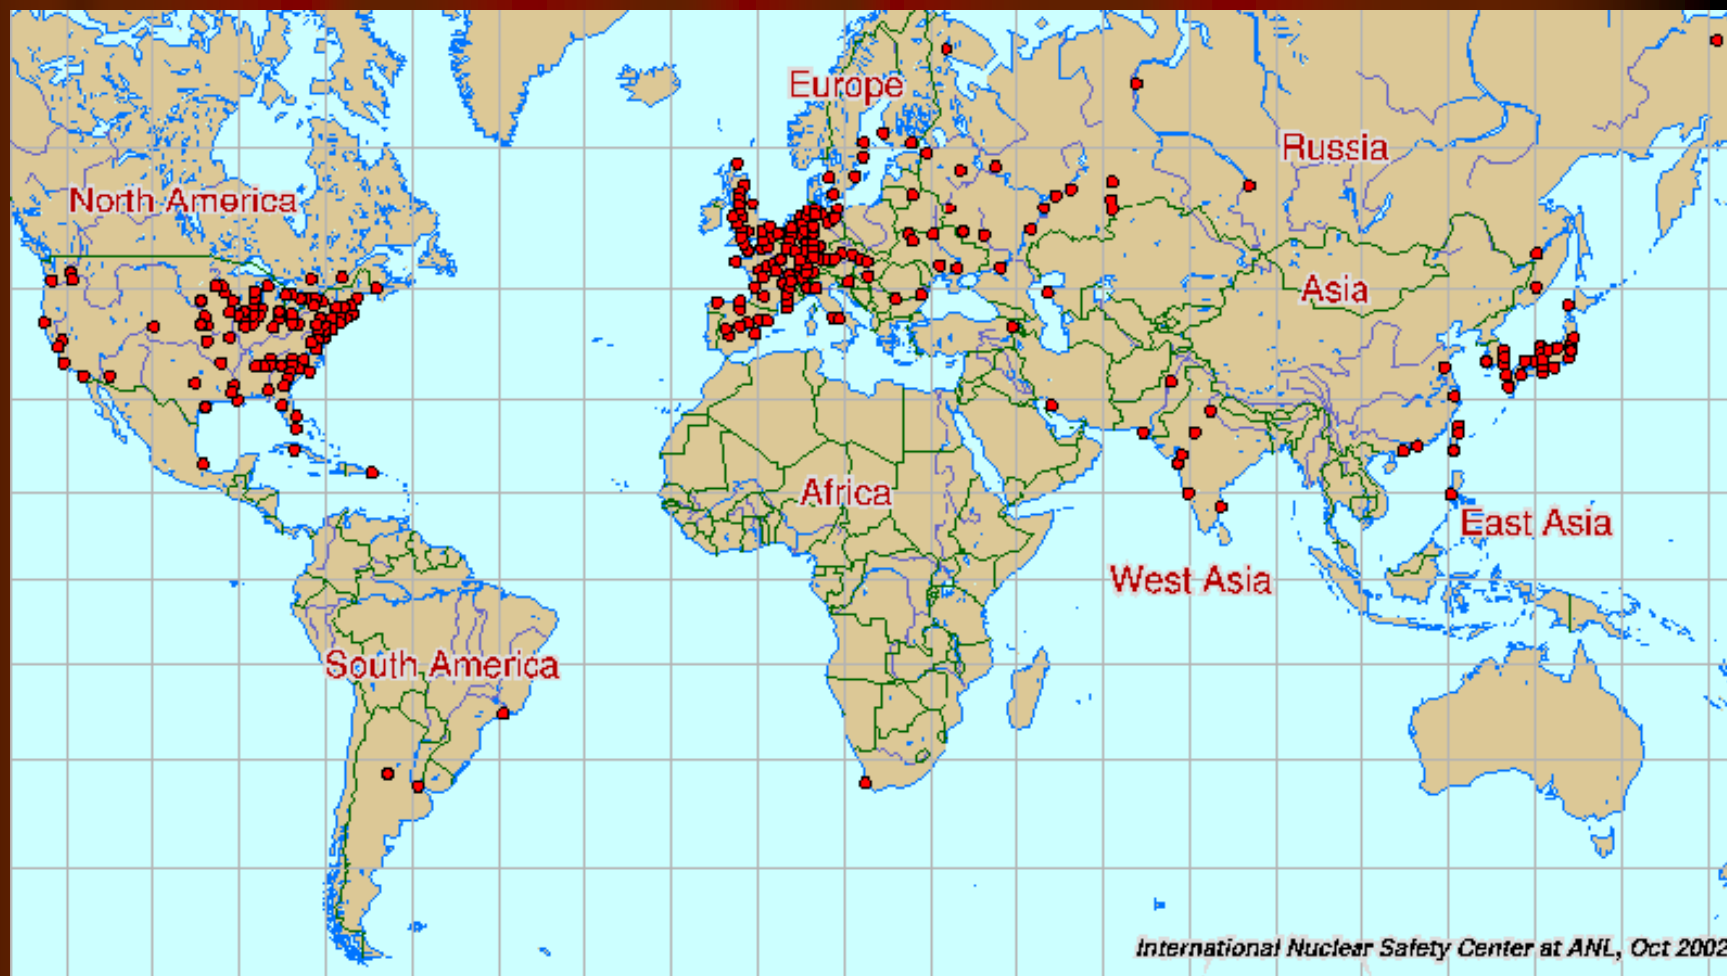 Europe
Russia
North America
Asia
Africa
East Asia
West Asia
South America
International Nuclear Safety Center at ANL, Oct 2002